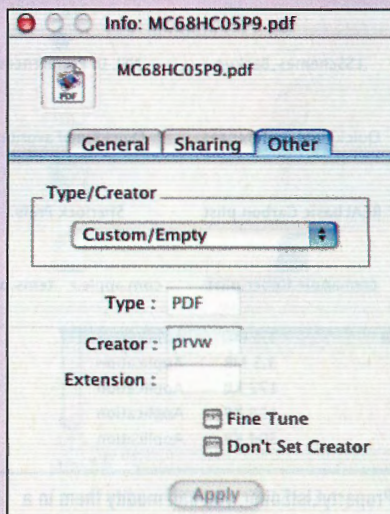 Info: MC68HC05P9.pdf
MC68HC05P9.pdf
PDF
General Sharing Other
Type/Creator
Custom/Empty
Type : PDF
Creator : prvw
Extension :
Fine Tune
Don't Set Creator
Apply